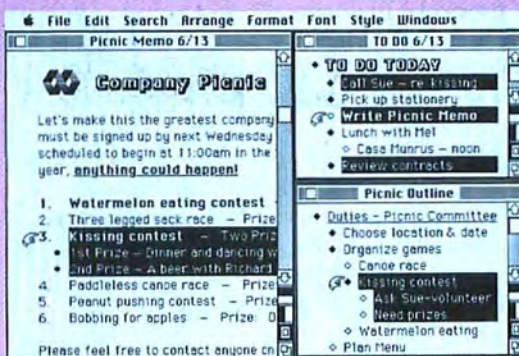 File Edit Search Arrange Format Font Style Windows
Picnic Memo 6/13
Company Picnic
Let's make this the greatest company
must be signed up by next Wednesday
scheduled to begin at 11:00am in the
year, anything could happen!
1. Watermelon eating contest -
2. Three legged sack race – Prize
3. Kissing contest – Two Priz
1st Prize – Dinner and dancing w
2nd Prize – A beer with Richard
4. Paddleless canoe race – Prize
5. Peanut pushing contest – Prize
6. Bobbing for apples – Prize: D
Please feel free to contact anyone on
TO DO 6/13
TO DO TODAY
Call Sue – re: kissing
Pick up stationery
Write Picnic Memo
Lunch with Mel
Casa Munrus – noon
Review contracts
Picnic Outline
Duties - Picnic Committee
Choose location & date
Organize games
Canoe race
Kissing contest
Ask Sue-volunteer
Need prizes
Watermelon eating
Plan Menu